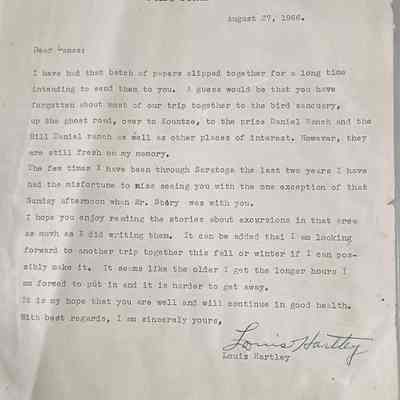 August 27, 1966.
Dear Lance:
I have had that batch of papers clipped together for a long time
intending to send them to you. A guess would be that you have
forgotten about most of our trip together to the bird sancuary,
up the ghost road, over to Kountze, to the price Daniel Ranch and the
Bill Daniel ranch as well as other places of interest. However, they
are still fresh on my memory.
The few times I have been through Saratoga the last two years I have
had the misfortune to miss seeing you with the one exception of that
Sunday afternoon when Mr. Story was with you.
I hope you enjoy reading the stories about excursions in that area
as mu­vh as I did writing them. It can be added thai I am looking
forward to another trip together this fall or winter if I can pos-
sibly make it. It seems like the older I get the longer hours I
am forced to put in and it is harder to get away.
It is my hope that you are well and will continue in good health.
With best regards, I am sincerely yours,
Louis Hartley
Louis Hartley